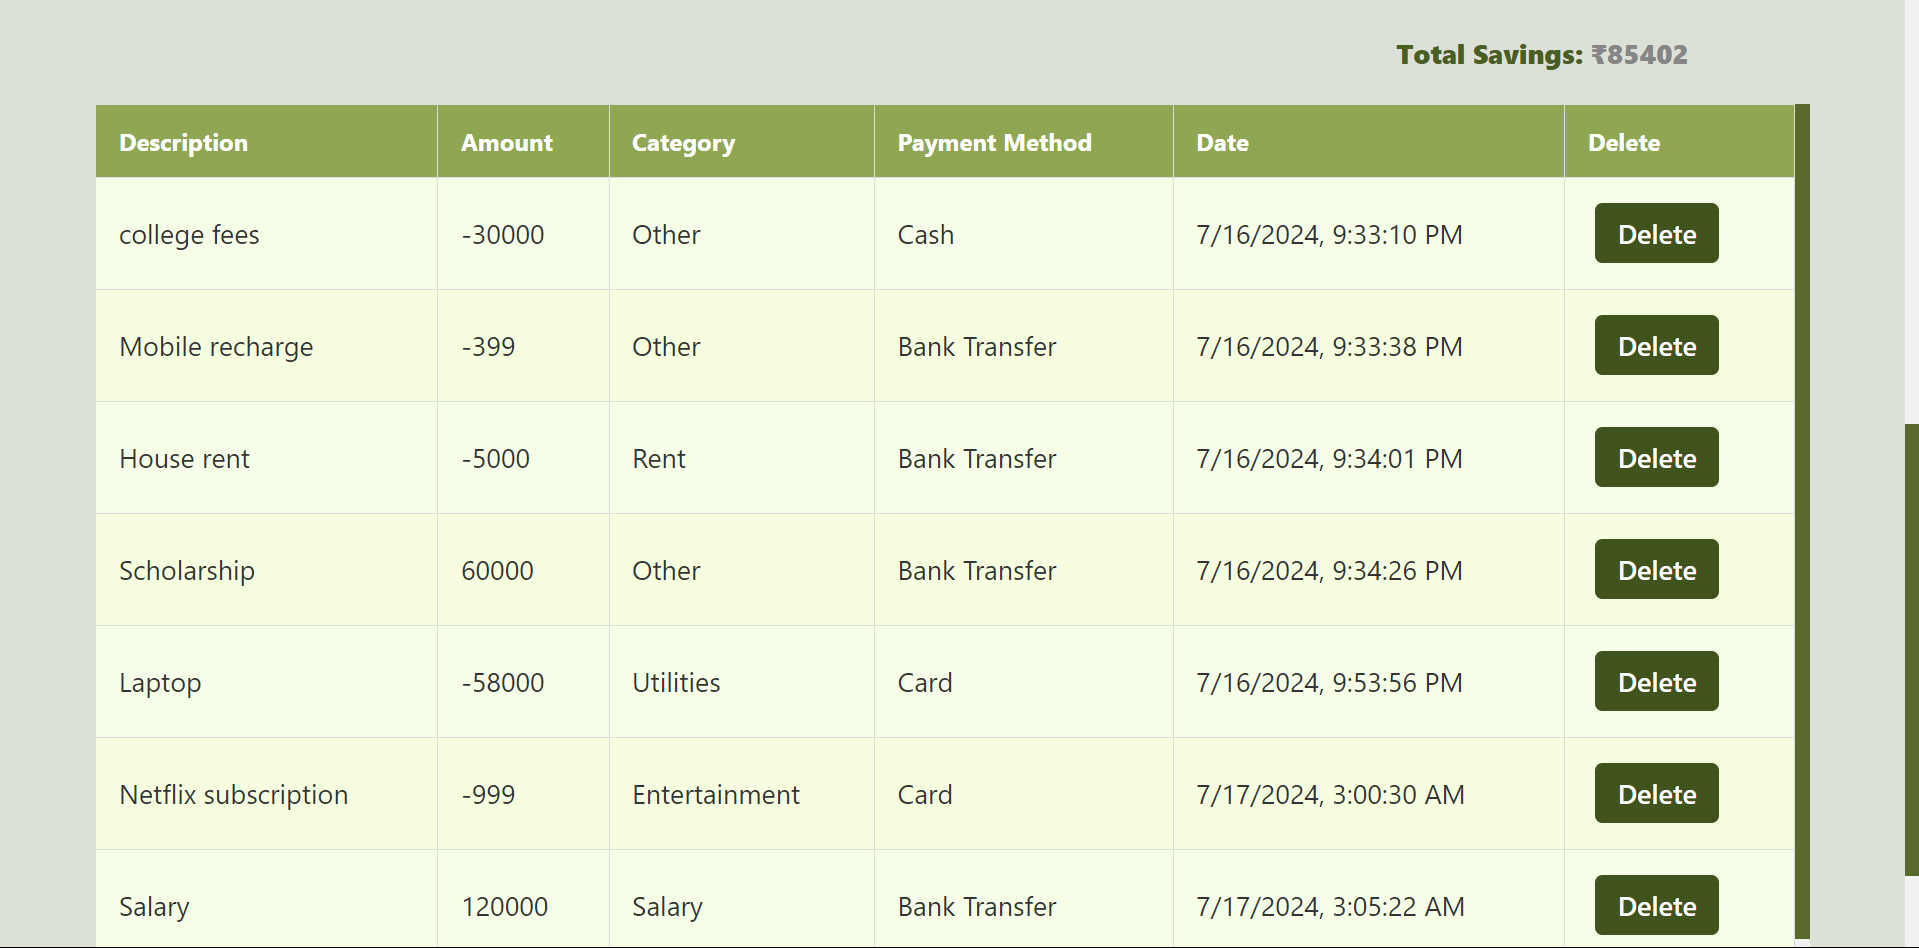 Total Savings: ₹85402
Description Amount Category Payment Method Date Delete
college fees -30000 Other Cash 7/16/2024, 9:33:10 PM Delete
Mobile recharge -399 Other Bank Transfer 7/16/2024, 9:33:38 PM Delete
House rent -5000 Rent Bank Transfer 7/16/2024, 9:34:01 PM Delete
Scholarship 60000 Other Bank Transfer 7/16/2024, 9:34:26 PM Delete
Laptop -58000 Utilities Card 7/16/2024, 9:53:56 PM Delete
Netflix subscription -999 Entertainment Card 7/17/2024, 3:00:30 AM Delete
Salary 120000 Salary Bank Transfer 7/17/2024, 3:05:22 AM Delete